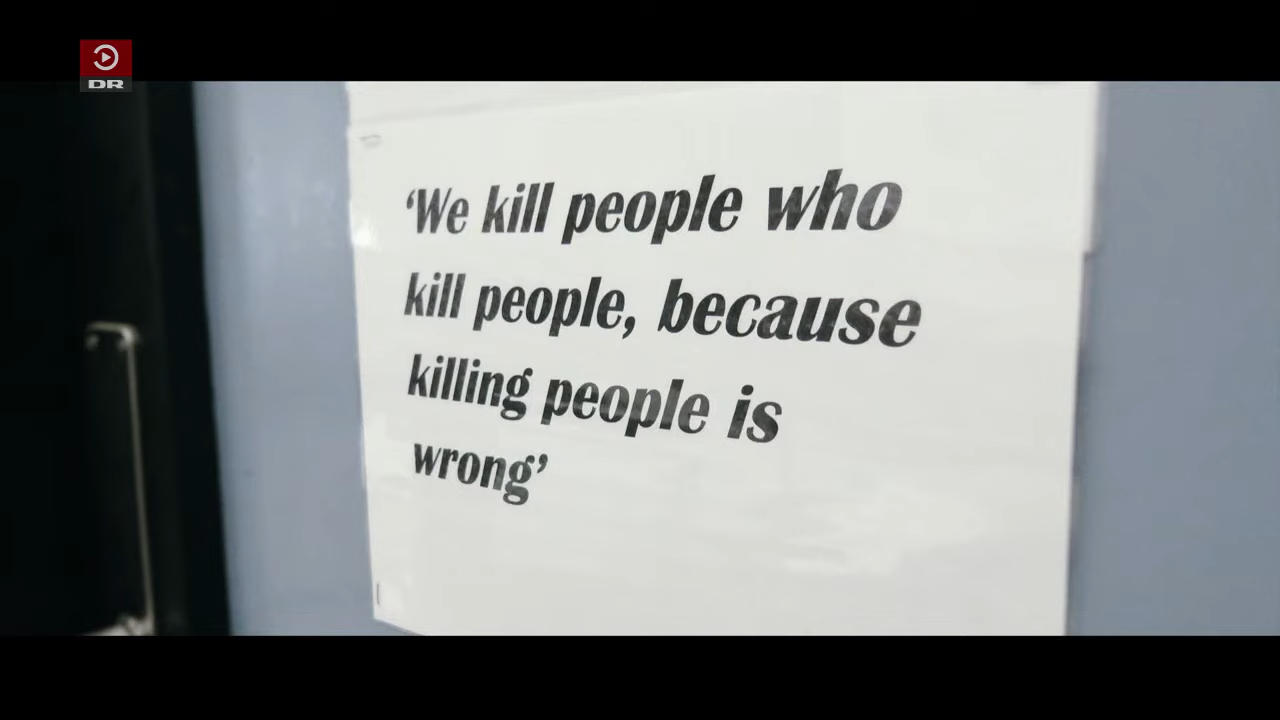 DR
‘We kill people who
kill people, because
killing people is
wrong’